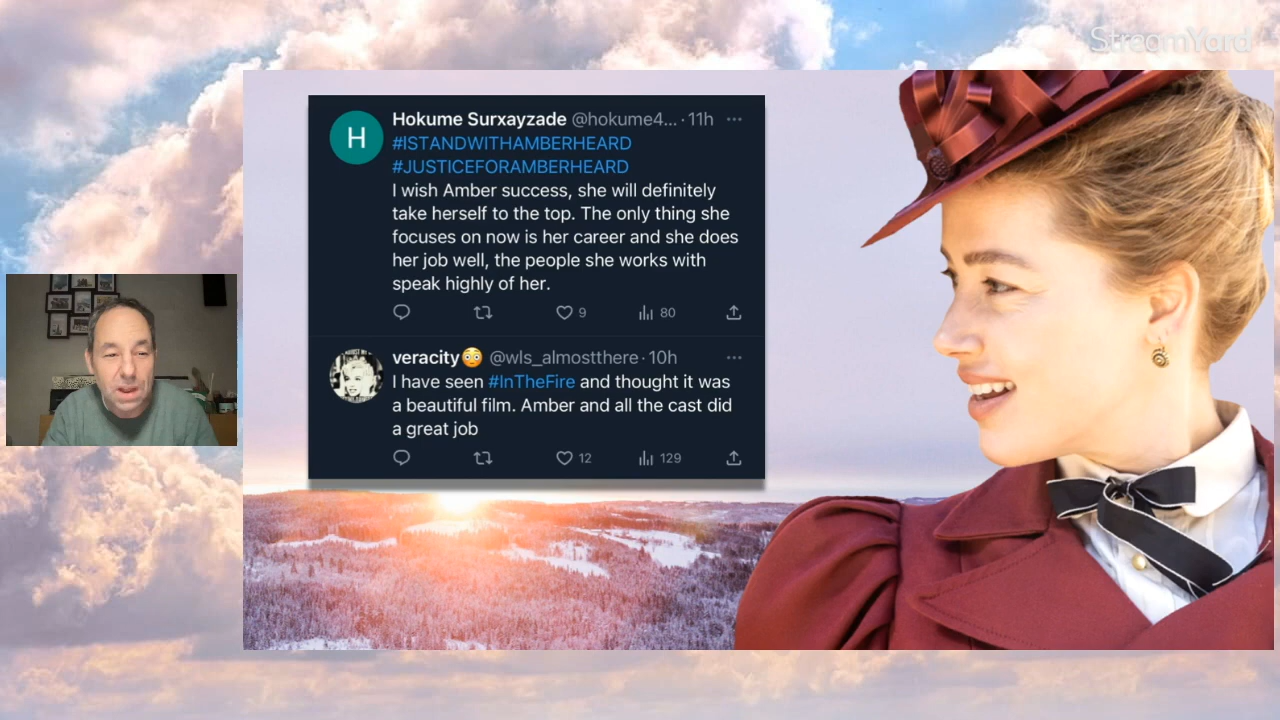 StreamYard
Hokume Surxayzade @hokume4... · 11h
#ISTANDWITHAMBERHEARD
#JUSTICEFORAMBERHEARD
I wish Amber success, she will definitely
take herself to the top. The only thing she
focuses on now is her career and she does
her job well, the people she works with
speak highly of her.
9 80
H
veracity😳 @wls_almostthere · 10h
I have seen #InTheFire and thought it was
a beautiful film. Amber and all the cast did
a great job
12 129